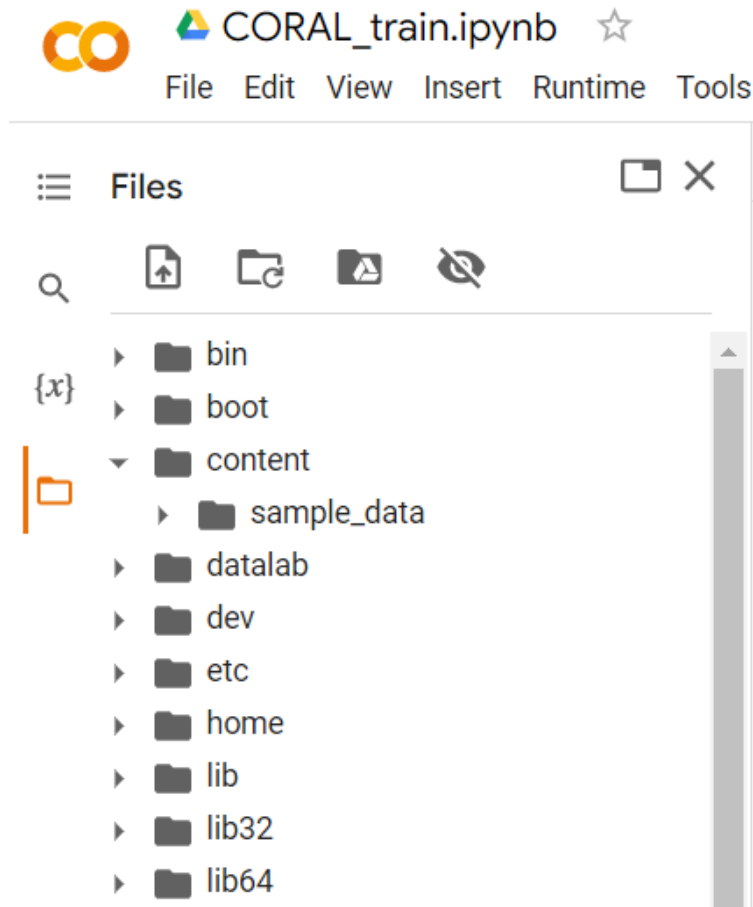 CORAL_train.ipynb
File Edit View Insert Runtime Tools
Files
bin
{x}
boot
content
sample_data
datalab
dev
etc
home
lib
lib32
lib64